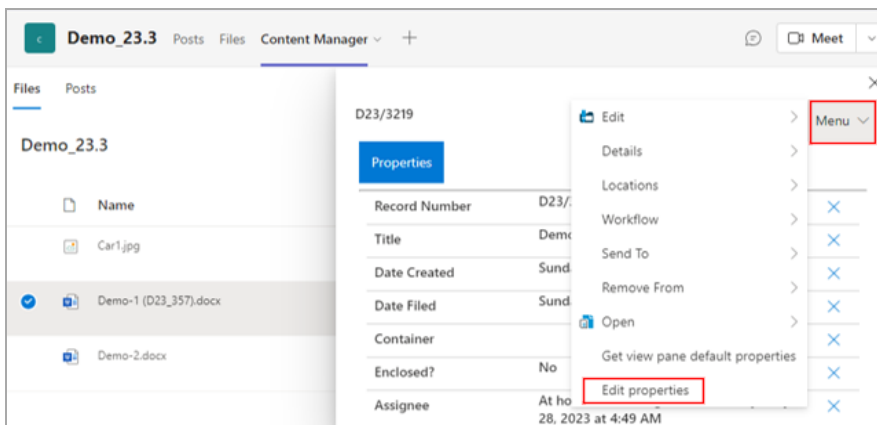 c Demo_23.3 Posts Files Content Manager Meet
Files Posts
D23/3219
Menu
Demo_23.3
Properties
Name
Car1.jpg
Demo-1 (D23_357).docx
Demo-2.docx
Record Number D23/
Title Demo
Date Created Sund
Date Filed Sund
Container
Enclosed? No
Assignee At ho
28, 2023 at 4:49 AM
Edit
Details
Locations
Workflow
Send To
Remove From
Open
Get view pane default properties
Edit properties